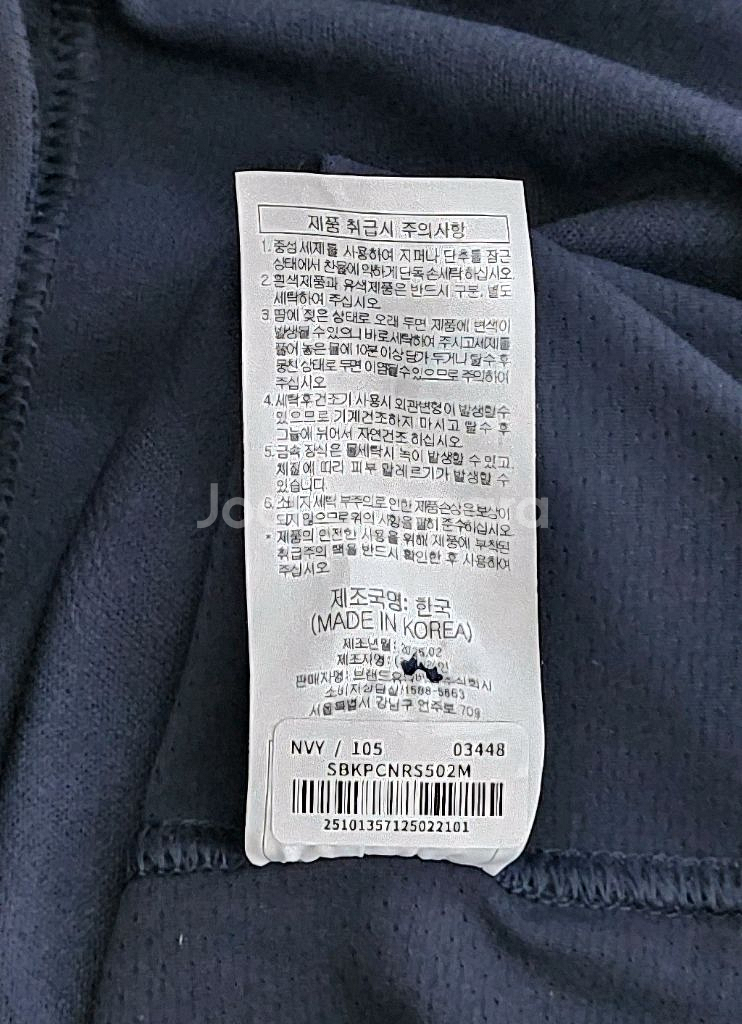 제품 취급시 주의사항
1. 중성 세제를 사용하여 지퍼나 단추를 잠근
상태에서 찬물에 약하게 단독 손세탁 하십시오
2. 흰색제품과 유색제품은 반드시 구분, 별도
세탁하여 주십시오
3. 땀에 젖은 상태로 오래 두면 제품에 변색이
발생될 수 있으니 바로 세탁하여 주시고 세제를
풀어 놓은 물에 10분 이상 담가 두거나 탈수 후
뭉친 상태로 두면 이염될 수 있으므로 주의하여
주십시오
4. 세탁 후 건조기 사용시 외관변형이 발생할 수
있으므로 기계건조하지 마시고 탈수 후
그늘에 뉘어서 자연건조 하십시오
5. 금속 장식은 물세탁시 녹이 발생할 수 있고,
체질에 따라 피부 알레르기가 발생할 수
있습니다
6. 소비자 세탁 부주의로 인한 제품손상은 보상이
되지 않으므로 위의 사항을 필히 준수하십시오
* 제품의 안전한 사용을 위해 제품에 부착된
취급주의 택을 반드시 확인한 후 사용하여
주십시오
제조국명: 한국
(MADE IN KOREA)
제조년월: 2025.02
제조자명:
판매자명: 브랜드유 주식회사
소비자상담실/1588-5663
서울특별시 강남구 언주로 709
NVY / 105 03448
SBKPCNRS502M
25101357125022101